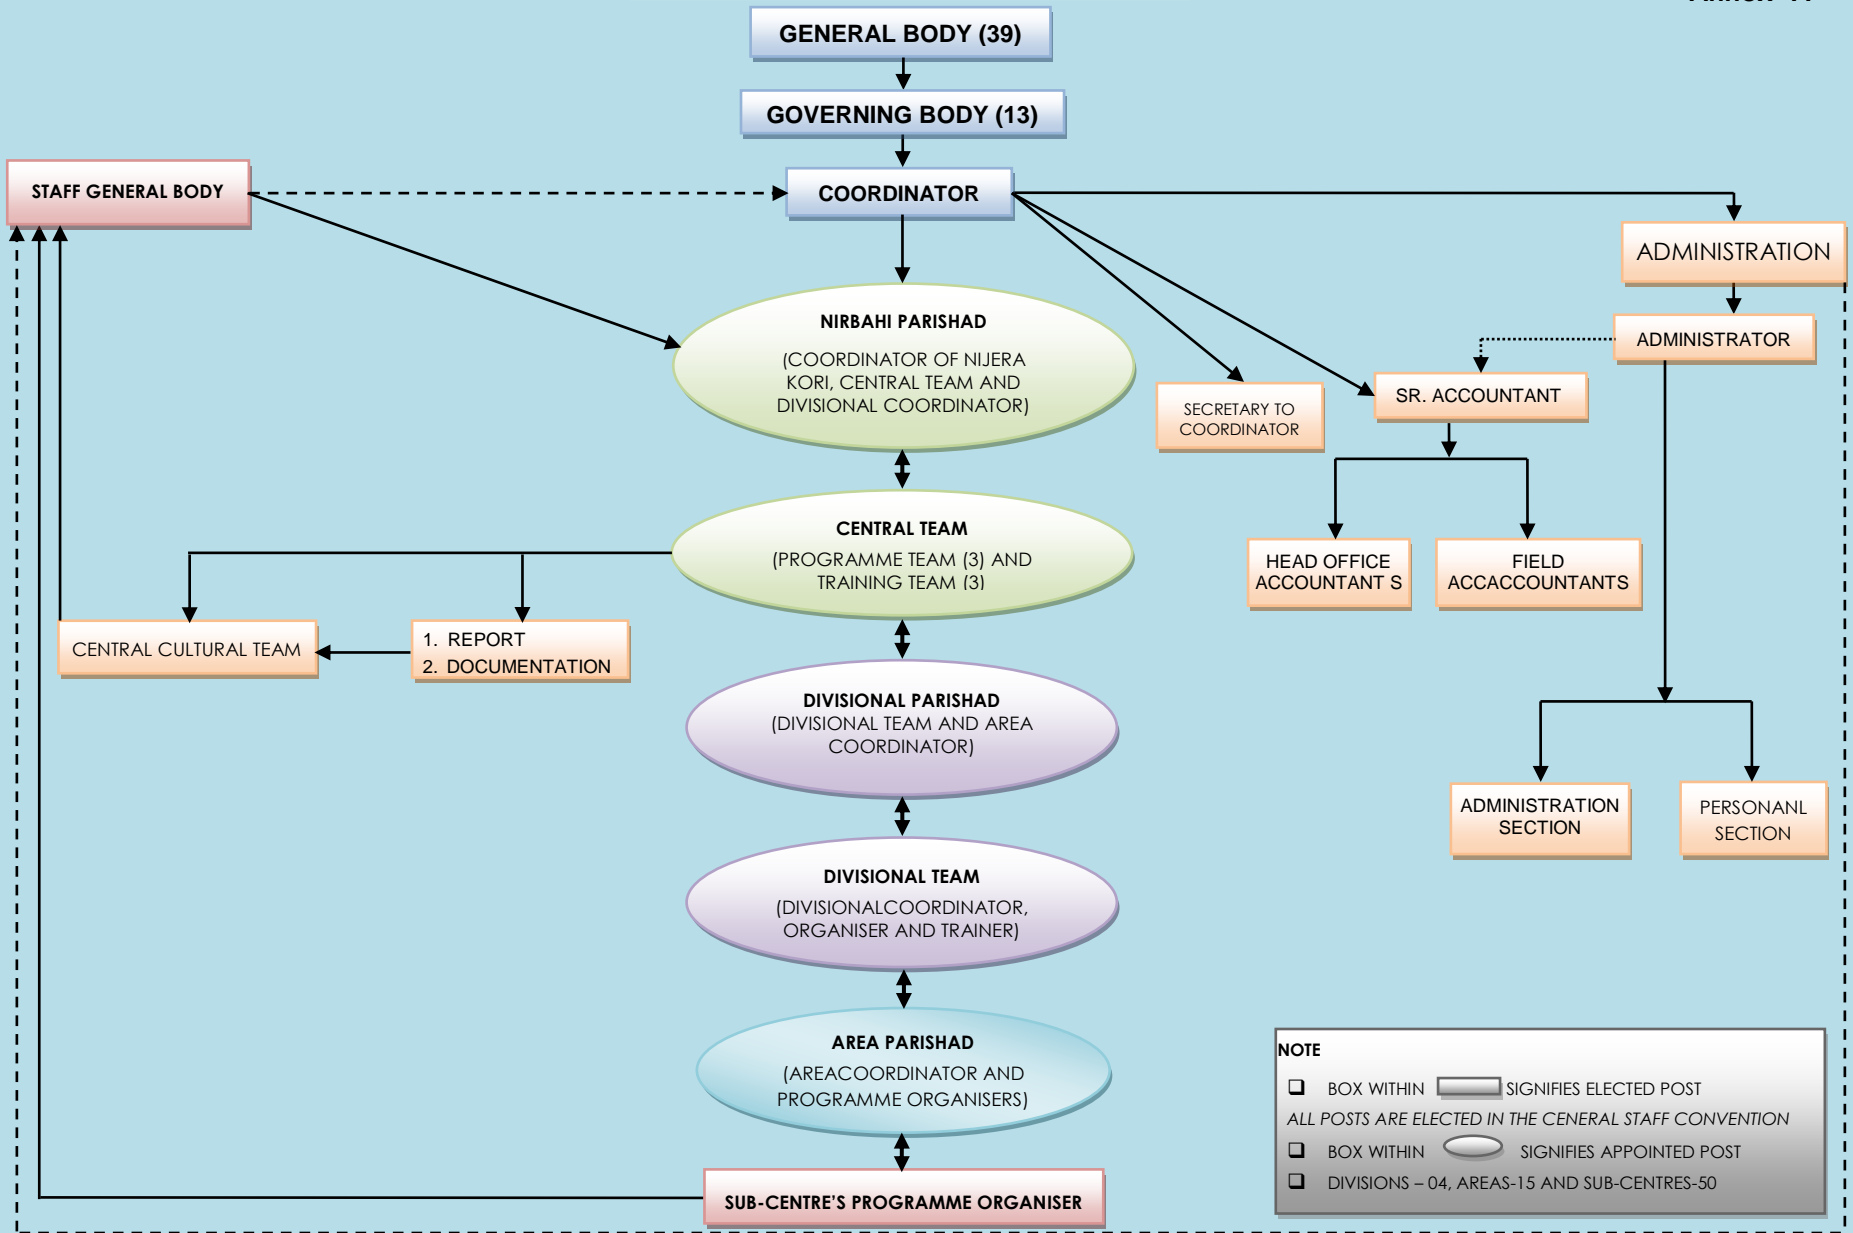 GENERAL BODY (39)
GOVERNING BODY (13)
STAFF GENERAL BODY
COORDINATOR
ADMINISTRATION
NIRBAHI PARISHAD
(COORDINATOR OF NIJERA
KORI, CENTRAL TEAM AND
DIVISIONAL COORDINATOR)
ADMINISTRATOR
SECRETARY TO
COORDINATOR
SR. ACCOUNTANT
CENTRAL TEAM
(PROGRAMME TEAM (3) AND
TRAINING TEAM (3)
HEAD OFFICE
ACCOUNTANT S
FIELD
ACCACCOUNTANTS
CENTRAL CULTURAL TEAM
1. REPORT
2. DOCUMENTATION
DIVISIONAL PARISHAD
(DIVISIONAL TEAM AND AREA
COORDINATOR)
ADMINISTRATION
SECTION
PERSONANL
SECTION
DIVISIONAL TEAM
(DIVISIONALCOORDINATOR,
ORGANISER AND TRAINER)
AREA PARISHAD
(AREACOORDINATOR AND
PROGRAMME ORGANISERS)
SUB-CENTRE'S PROGRAMME ORGANISER
NOTE
❑ BOX WITHIN SIGNIFIES ELECTED POST
ALL POSTS ARE ELECTED IN THE CENERAL STAFF CONVENTION
❑ BOX WITHIN SIGNIFIES APPOINTED POST
❑ DIVISIONS – 04, AREAS-15 AND SUB-CENTRES-50